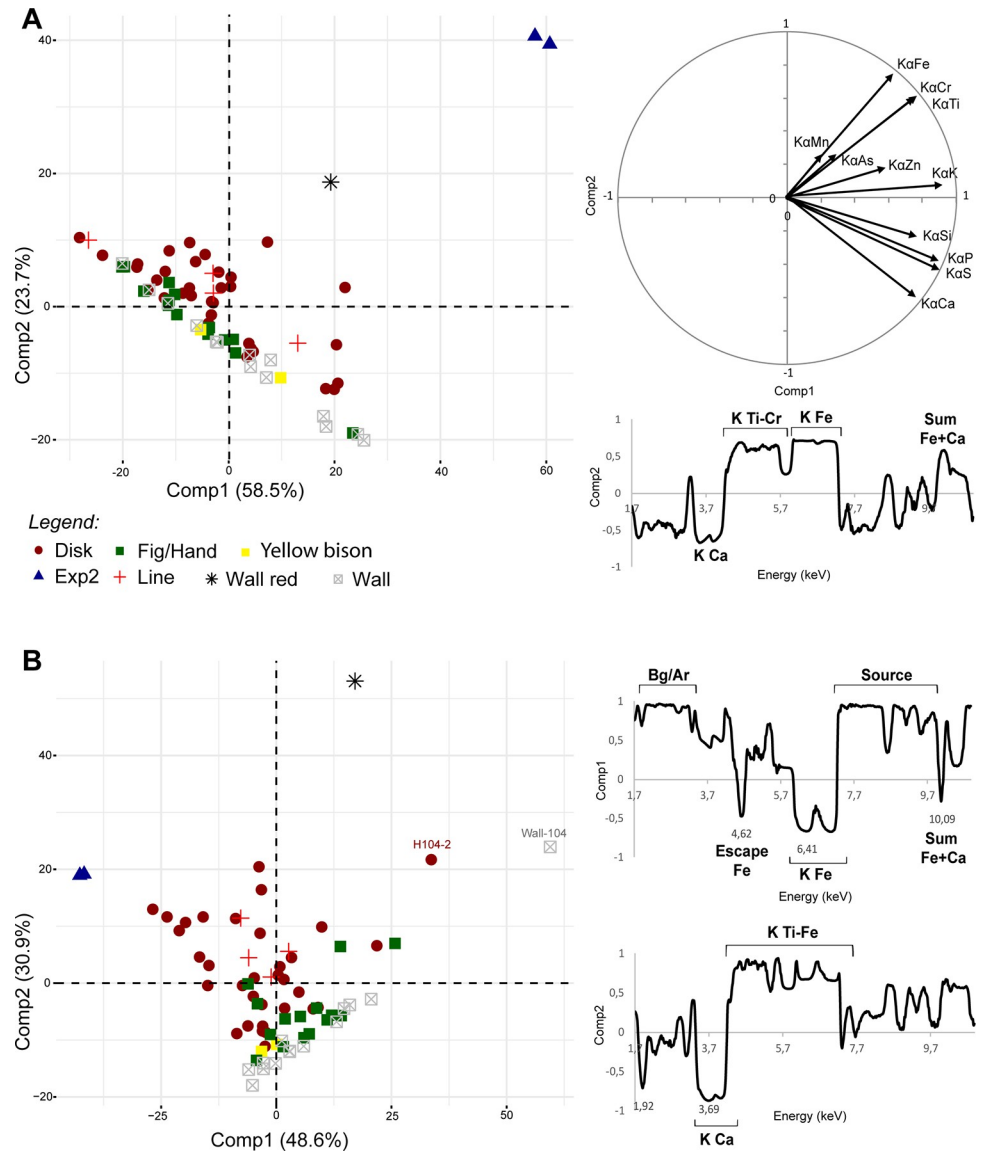 A
40
20
0
-20
-20
0
20
40
60
Comp2 (23.7%)
Comp1 (58.5%)
Legend:
Disk
Fig/Hand
Yellow bison
Exp2
Line
Wall red
Wall
1
-1
1
-1
0
0
Comp2
Comp1
KαFe
KαCr
KαTi
KαMn
KαAs
KαZn
KαK
KαSi
KαP
KαS
KαCa
K Ti-Cr
K Fe
Sum
Fe+Ca
1
0,5
0
-0,5
-1
Comp2
1,7
3,7
5,7
7,7
9,7
K Ca
Energy (keV)
B
40
20
0
−20
−25
0
25
50
Comp2 (30.9%)
Comp1 (48.6%)
H104-2
Wall-104
Bg/Ar
Source
1
0,5
0
-0,5
-1
Comp1
1,7
3,7
5,7
7,7
9,7
4,62
Escape
Fe
6,41
K Fe
10,09
Sum
Fe+Ca
Energy (keV)
K Ti-Fe
1
0,5
0
-0,5
-1
Comp2
3,7
5,7
7,7
9,7
1,92
3,69
K Ca
Energy (keV)